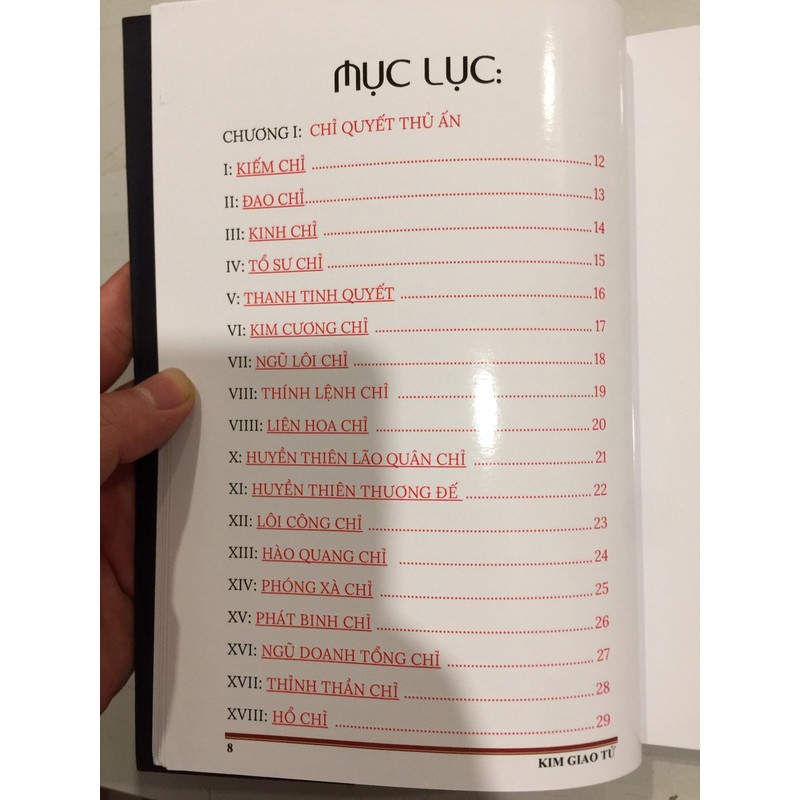 MỤC LỤC:
CHƯƠNG I: CHỈ QUYẾT THỦ ẤN
I: KIẾM CHỈ ........ 12
II: ĐAO CHỈ ........ 13
III: KINH CHỈ ........ 14
IV: TỔ SƯ CHỈ ........ 15
V: THANH TINH QUYẾT ........ 16
VI: KIM CƯƠNG CHỈ ........ 17
VII: NGŨ LÔI CHỈ ........ 18
VIII: THÍNH LỆNH CHỈ ........ 19
VIIII: LIÊN HOA CHỈ ........ 20
X: HUYỀN THIÊN LÃO QUÂN CHỈ ........ 21
XI: HUYỀN THIÊN THƯƠNG ĐẾ ........ 22
XII: LÔI CÔNG CHỈ ........ 23
XIII: HÀO QUANG CHỈ ........ 24
XIV: PHÓNG XÀ CHỈ ........ 25
XV: PHÁT BINH CHỈ ........ 26
XVI: NGŨ DOANH TỔNG CHỈ ........ 27
XVII: THỈNH THẦN CHỈ ........ 28
XVIII: HỔ CHỈ ........ 29
8
KIM GIAO TỬ